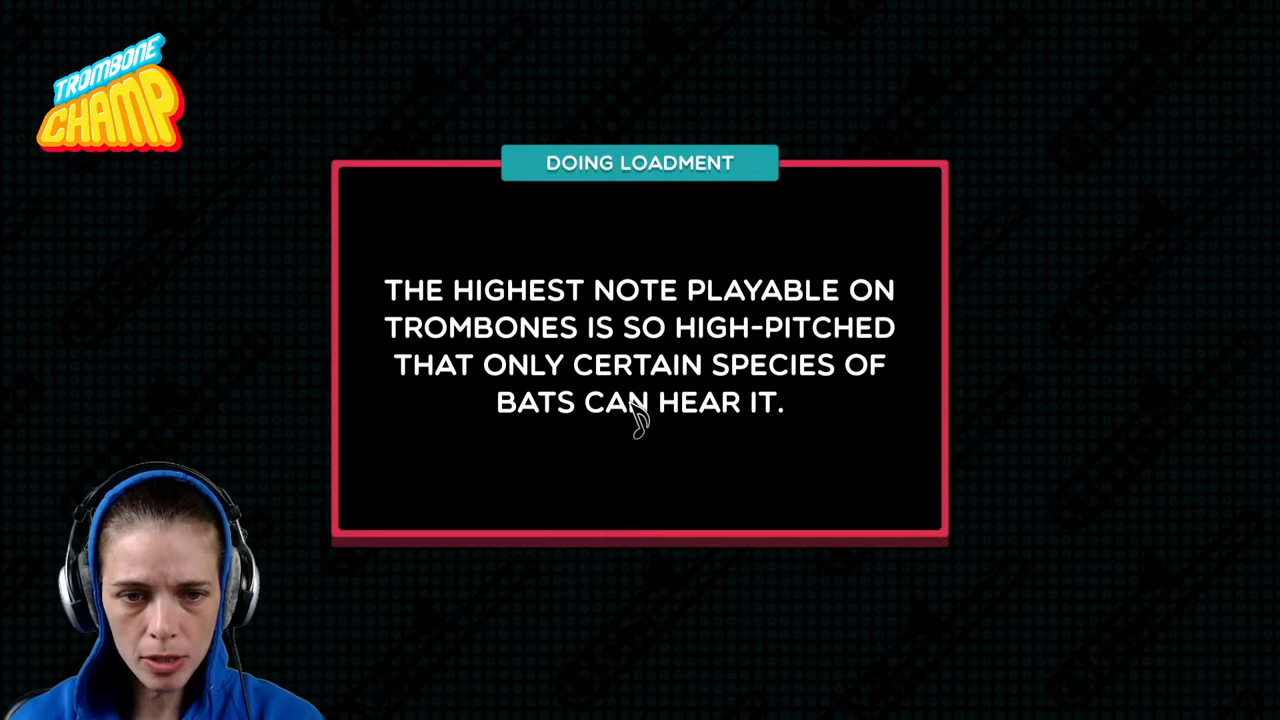 TROMBONE
CHAMP
DOING LOADMENT
THE HIGHEST NOTE PLAYABLE ON
TROMBONES IS SO HIGH-PITCHED
THAT ONLY CERTAIN SPECIES OF
BATS CAN HEAR IT.